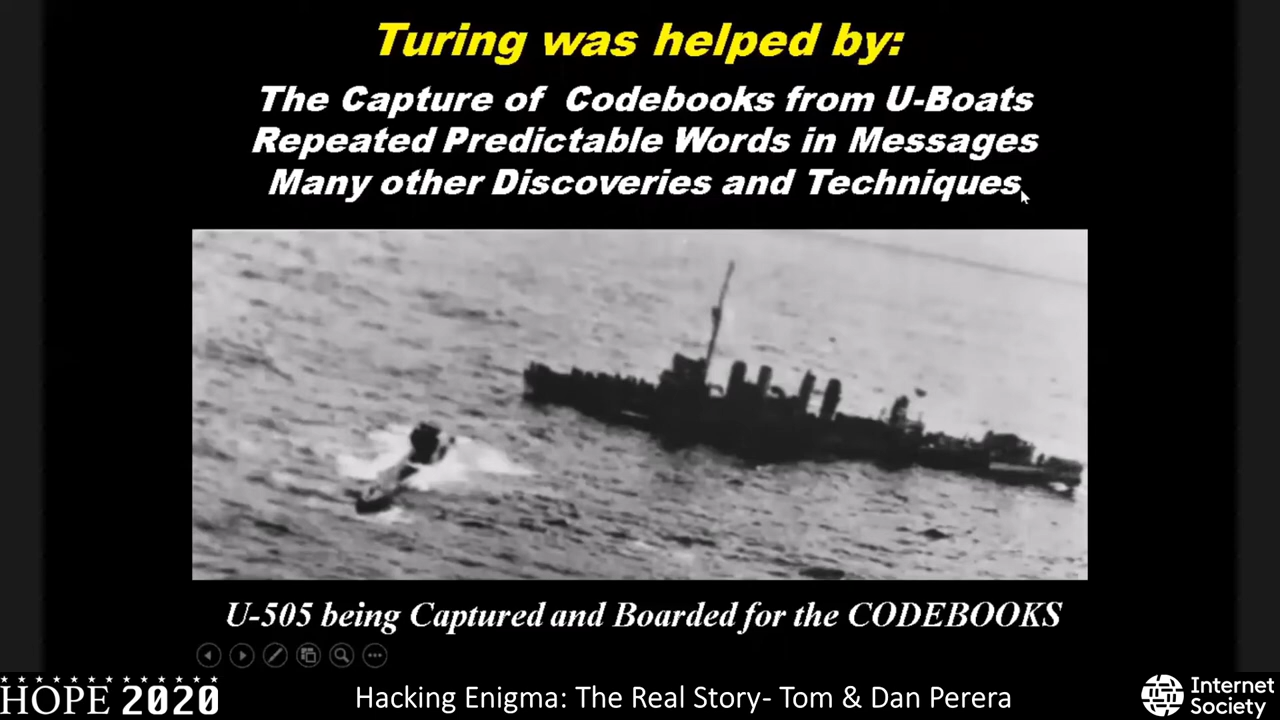 Turing was helped by:
The Capture of Codebooks from U-Boats
Repeated Predictable Words in Messages
Many other Discoveries and Techniques
U-505 being Captured and Boarded for the CODEBOOKS
HOPE 2020
Hacking Enigma: The Real Story- Tom & Dan Perera
Internet
Society